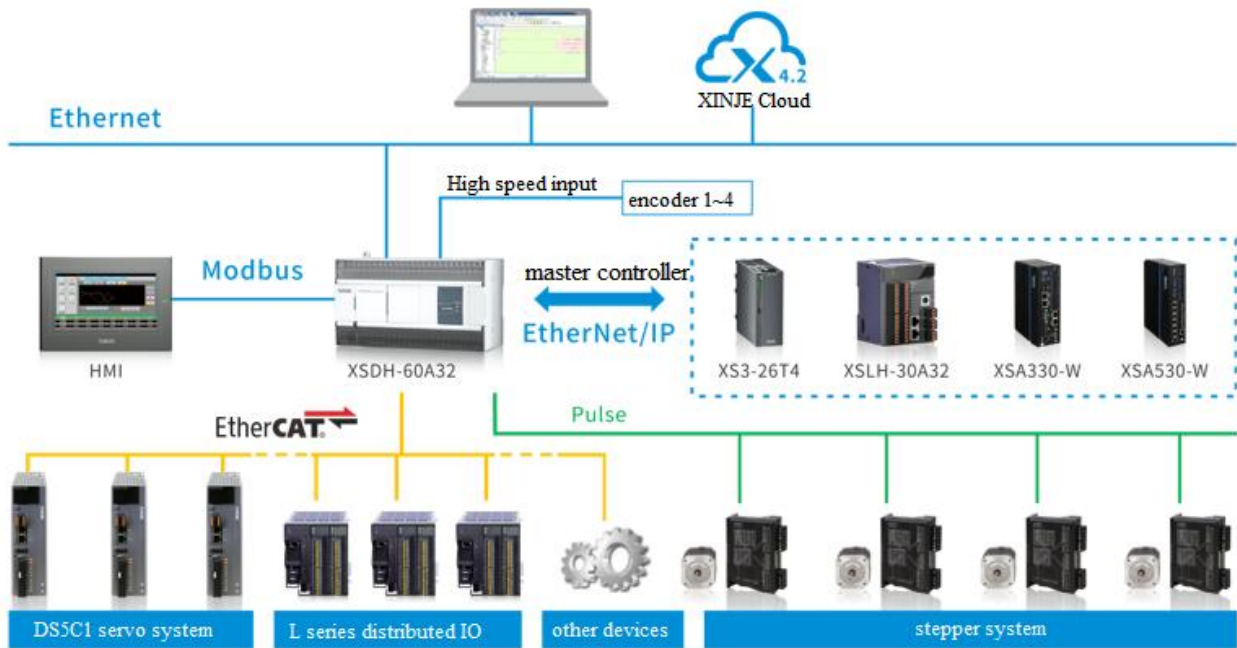 4.2
XINJE Cloud
Ethernet
High speed input
encoder 1~4
Modbus
master controller
EtherNet/IP
HMI
XSDH-60A32
XS3-26T4
XSLH-30A32
XSA330-W
XSA530-W
EtherCAT
Pulse
DS5C1 servo system
L series distributed IO
other devices
stepper system